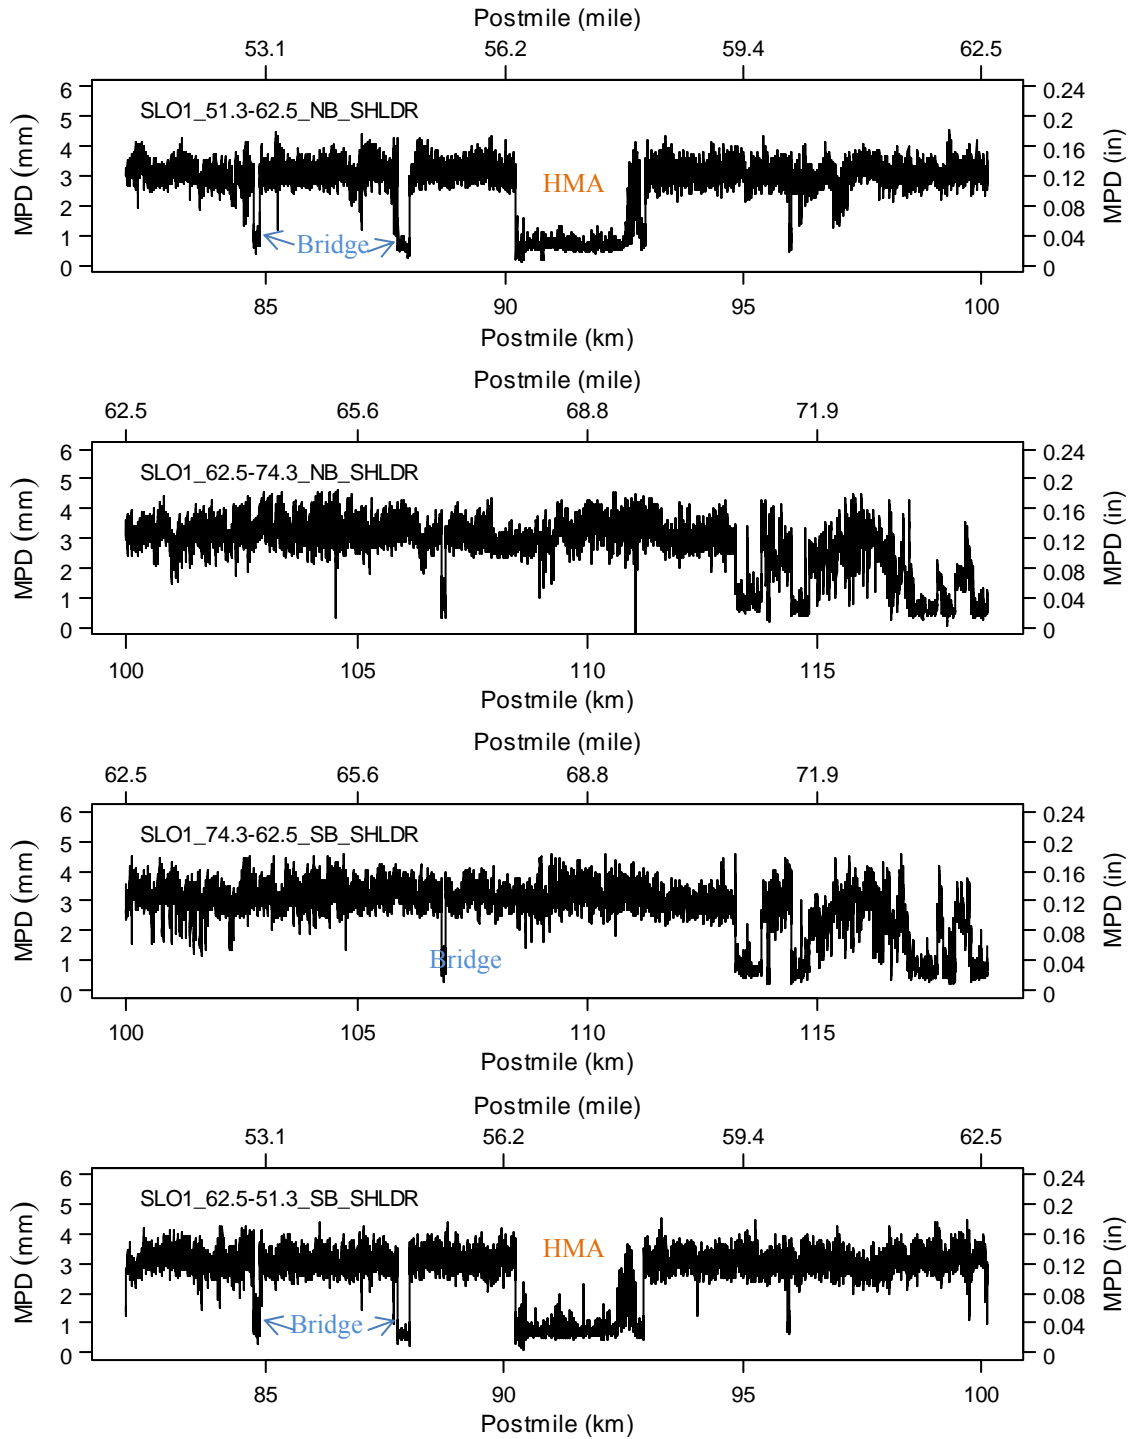 Postmile (mile)
53.1 56.2 59.4 62.5
SLO1_51.3-62.5_NB_SHLDR
MPD (mm)
6
5
4
3
2
1
0
HMA
Bridge
0.24
0.2
0.16
0.12
0.08
0.04
0
MPD (in)
85 90 95 100
Postmile (km)
Postmile (mile)
62.5 65.6 68.8 71.9
SLO1_62.5-74.3_NB_SHLDR
MPD (mm)
6
5
4
3
2
1
0
0.24
0.2
0.16
0.12
0.08
0.04
0
MPD (in)
100 105 110 115
Postmile (km)
Postmile (mile)
62.5 65.6 68.8 71.9
SLO1_74.3-62.5_SB_SHLDR
MPD (mm)
6
5
4
3
2
1
0
Bridge
0.24
0.2
0.16
0.12
0.08
0.04
0
MPD (in)
100 105 110 115
Postmile (km)
Postmile (mile)
53.1 56.2 59.4 62.5
SLO1_62.5-51.3_SB_SHLDR
MPD (mm)
6
5
4
3
2
1
0
HMA
Bridge
0.24
0.2
0.16
0.12
0.08
0.04
0
MPD (in)
85 90 95 100
Postmile (km)